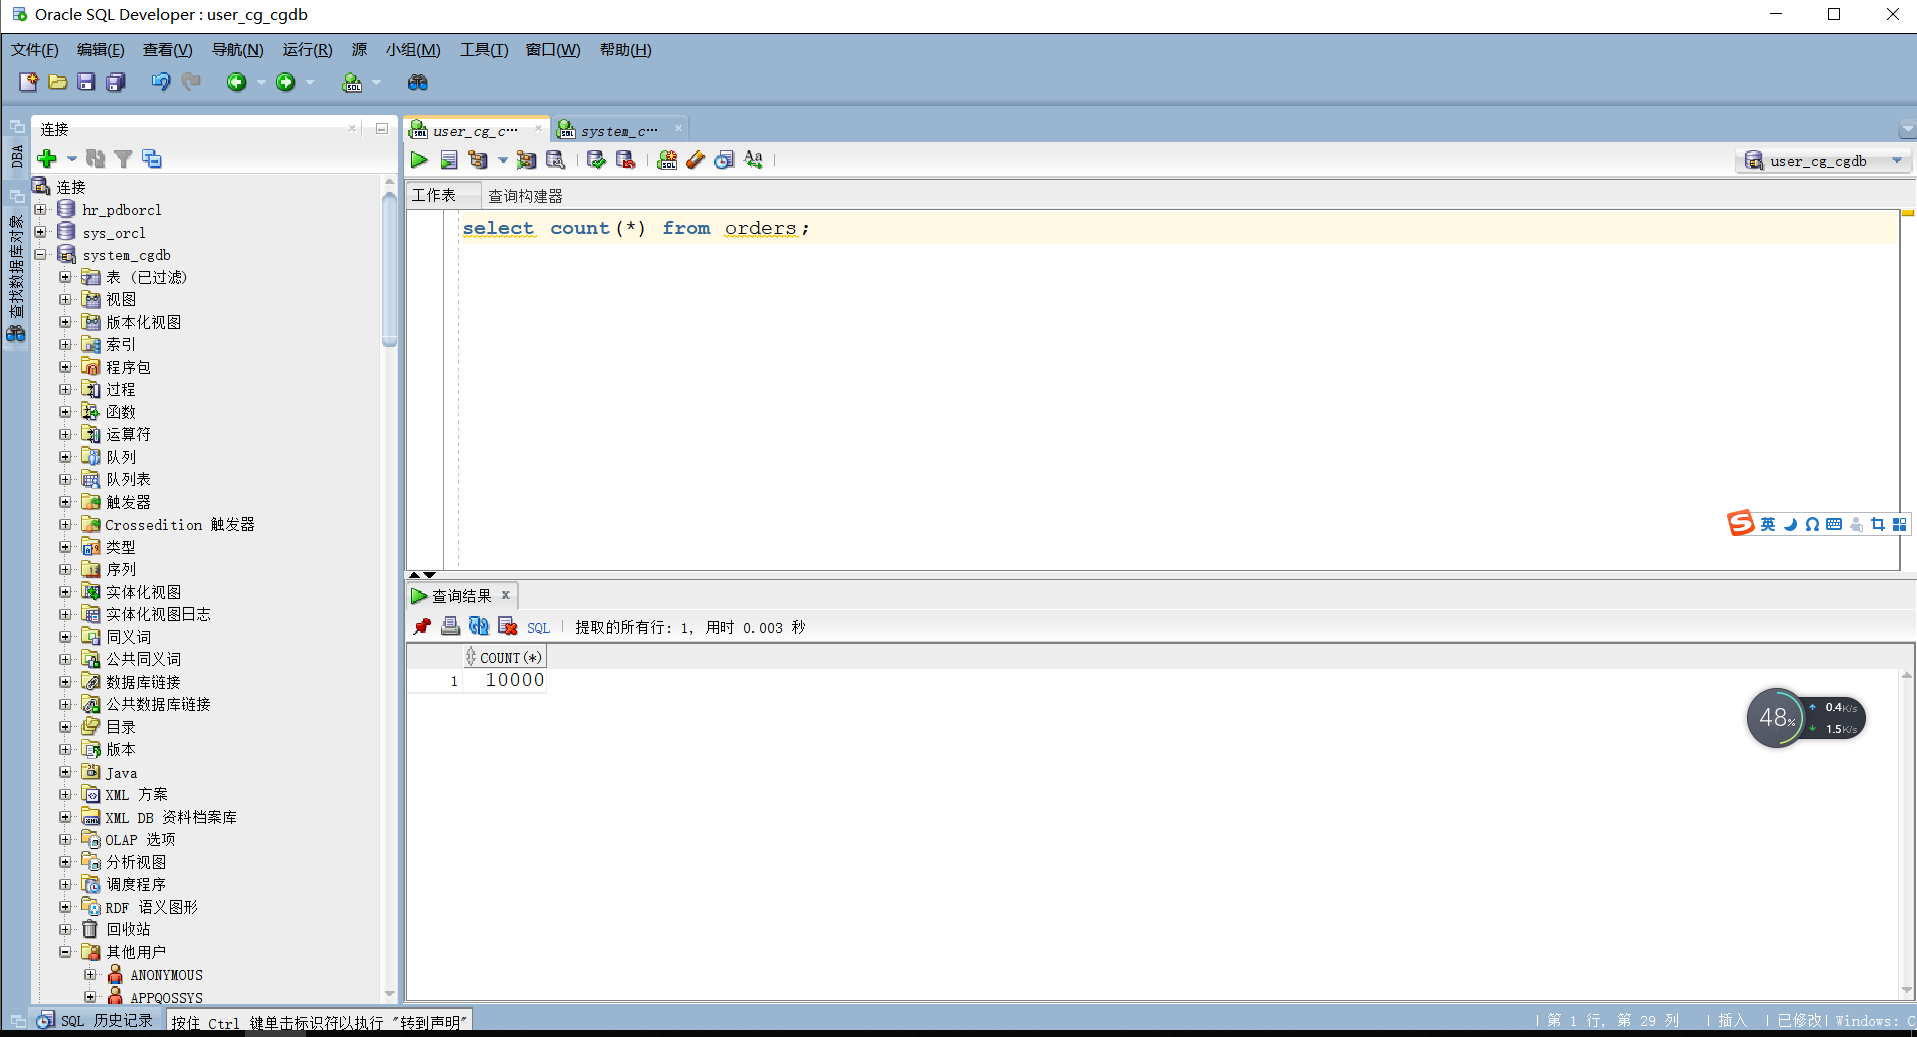 Oracle SQL Developer : user_cg_cgdb
文件(F) 编辑(E) 查看(V) 导航(N) 运行(R) 源 小组(M) 工具(T) 窗口(W) 帮助(H)
DBA
查找数据库对象
连接
连接
hr_pdborcl
sys_orcl
system_cgdb
表 (已过滤)
视图
版本化视图
索引
程序包
过程
函数
运算符
队列
队列表
触发器
Crossedition 触发器
类型
序列
实体化视图
实体化视图日志
同义词
公共同义词
数据库链接
公共数据库链接
目录
版本
Java
XML 方案
XML DB 资料档案库
OLAP 选项
分析视图
调度程序
RDF 语义图形
回收站
其他用户
ANONYMOUS
APPQOSSYS
user_cg_c… system_c…
user_cg_cgdb
工作表 查询构建器
select count(*) from orders;
英
查询结果
SQL 提取的所有行: 1, 用时 0.003 秒
COUNT(*)
1 10000
48%
0.4K/s
1.5K/s
SQL 历史记录 按住 Ctrl 键单击标识符以执行 "转到声明"
第 1 行, 第 29 列 插入 已修改 Windows: C